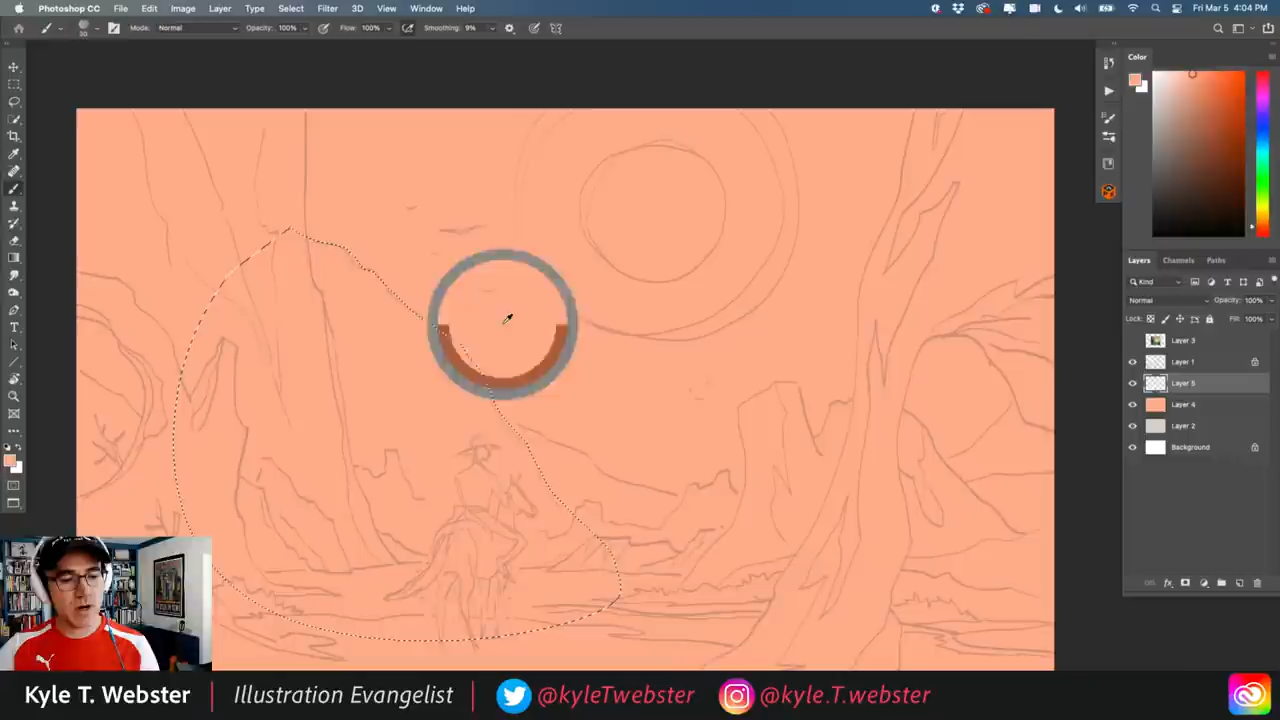 Photoshop CC File Edit Image Layer Type Select Filter 3D View Window Help Fri Mar 5 4:04 PM
30 Mode: Normal Opacity: 100% Flow: 100% Smoothing: 9%
Color
Layers Channels Paths
Kind
Normal Opacity: 100%
Lock: Fill: 100%
Layer 3
Layer 1
Layer 5
Layer 4
Layer 2
Background
Kyle T. Webster | Illustration Evangelist | @kyleTwebster @kyle.T.webster